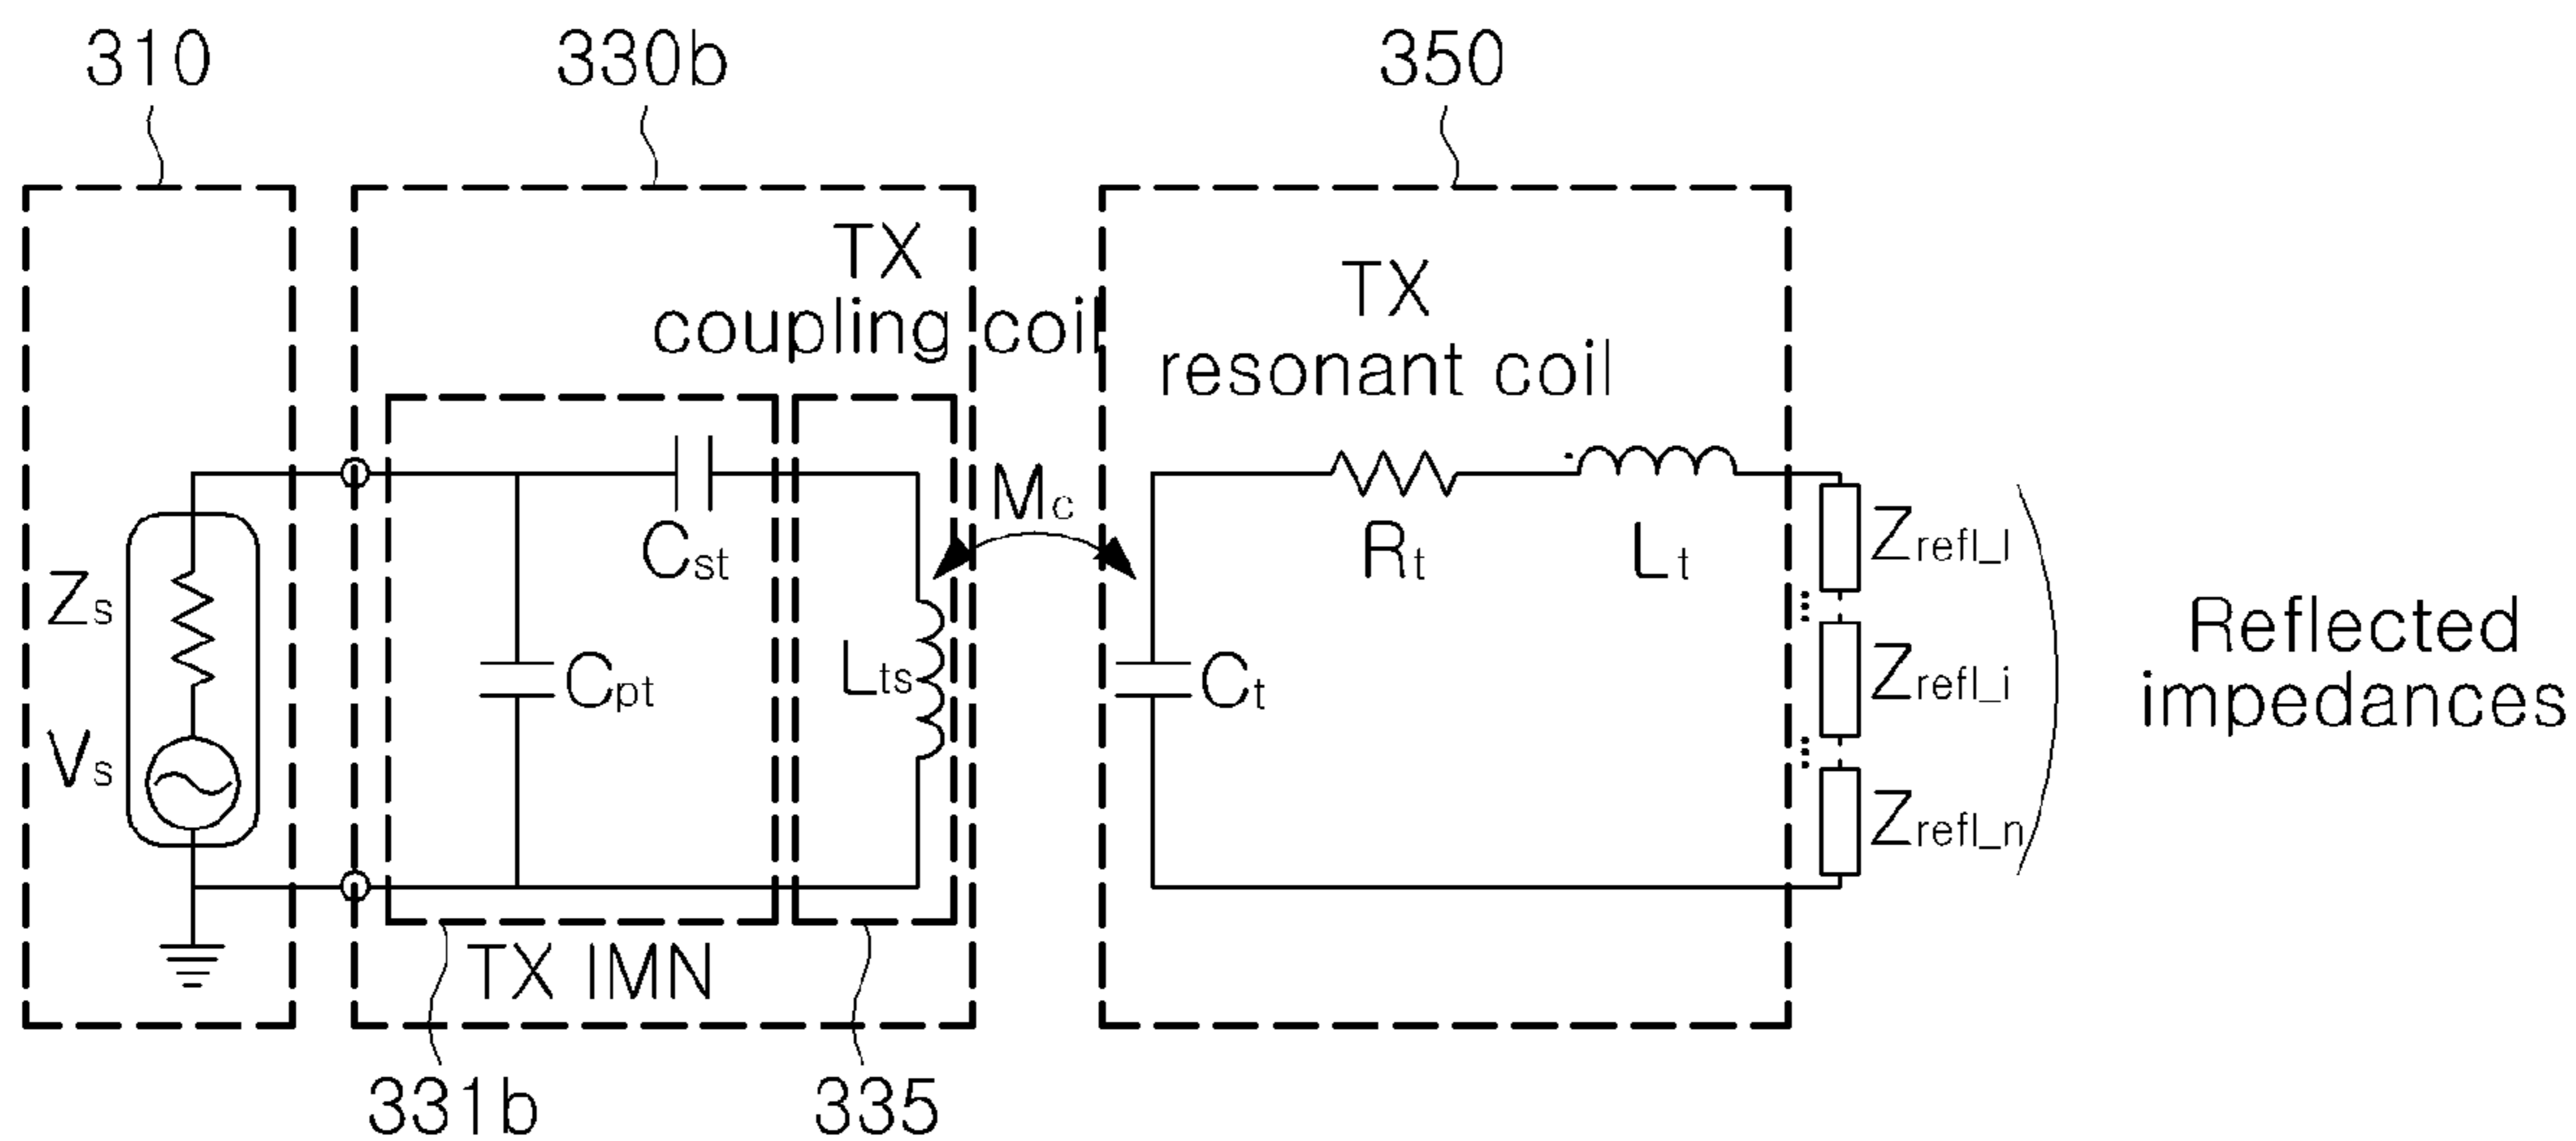 310
330b
350
TX
coupling coil
TX
resonant coil
Mc
Cst
Rt
Lt
Zrefl_l
Zs
Lts
Cpt
Ct
Zrefl_i
Reflected
impedances
Vs
Zrefl_n
TX IMN
331b
335